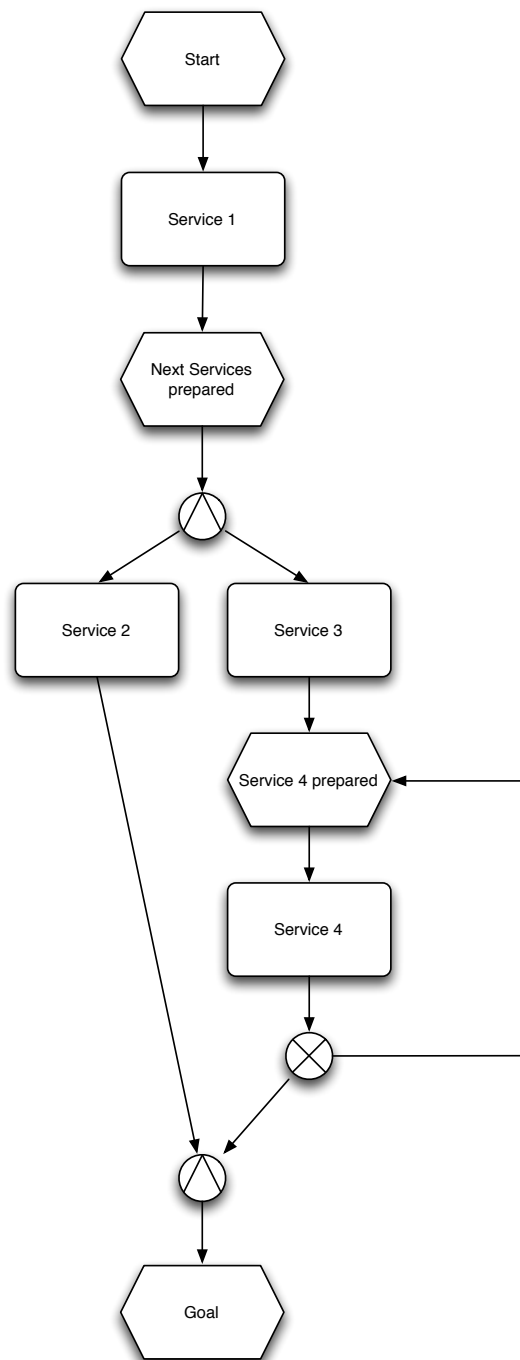 Start
Service 1
Next Services
prepared
Service 2
Service 3
Service 4 prepared
Service 4
Goal